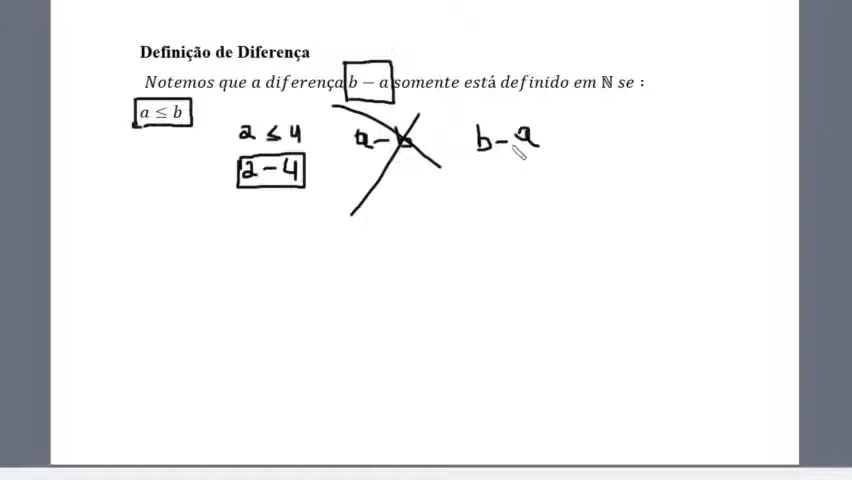 Definição de Diferença
Notemos que a diferença b − a somente está definido em ℕ se :
a ≤ b
2 ≤ 4 a − b b − a
2 − 4